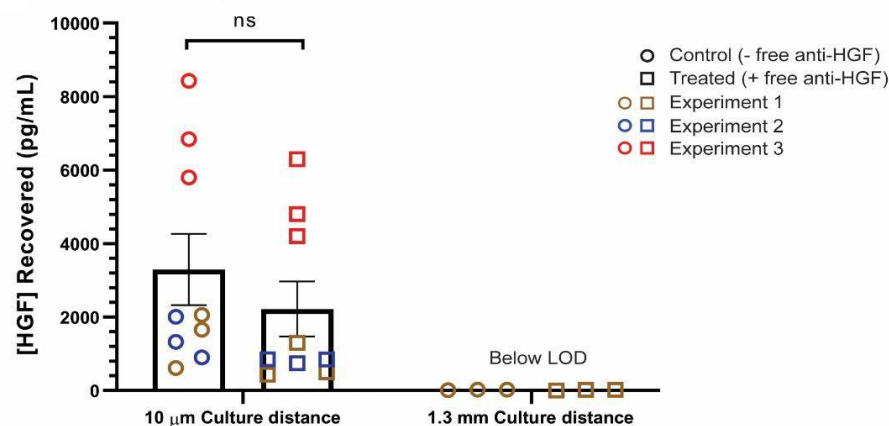 10000
8000
6000
4000
2000
0
[HGF] Recovered (pg/mL)
ns
Control (- free anti-HGF)
Treated (+ free anti-HGF)
Experiment 1
Experiment 2
Experiment 3
Below LOD
10 μm Culture distance
1.3 mm Culture distance